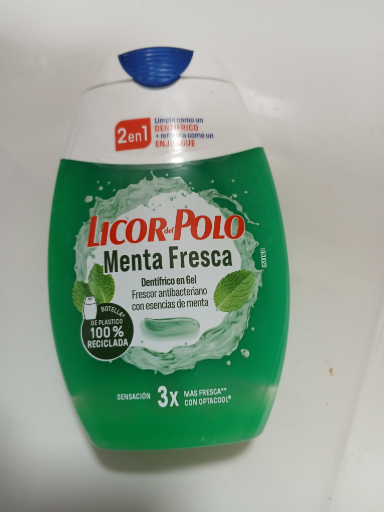 2en1
Limpia como un
DENTÍFRICO
+ refresca como un
ENJUAGUE
LICOR del POLO
Menta Fresca
Dentífrico en Gel
Frescor antibacteriano
con esencias de menta
BOTELLA*
DE PLÁSTICO
100%
RECICLADA
SENSACIÓN 3X MÁS FRESCA**
CON OPTACOOL®